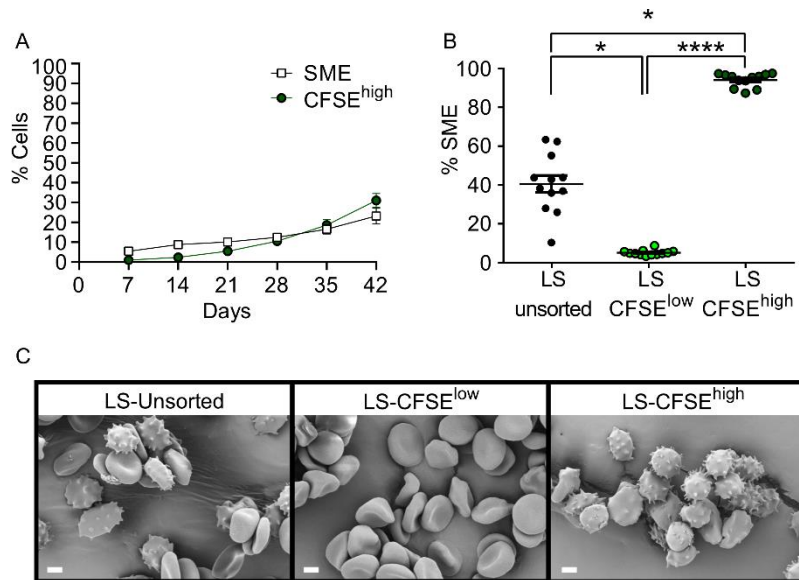 A
100
90
80
70
60
50
40
30
20
10
0
% Cells
SME
CFSE^high
0 7 14 21 28 35 42
Days
B
*
* ****
100
80
60
40
20
0
% SME
LS LS LS
unsorted CFSE^low CFSE^high
C
LS-Unsorted LS-CFSE^low LS-CFSE^high